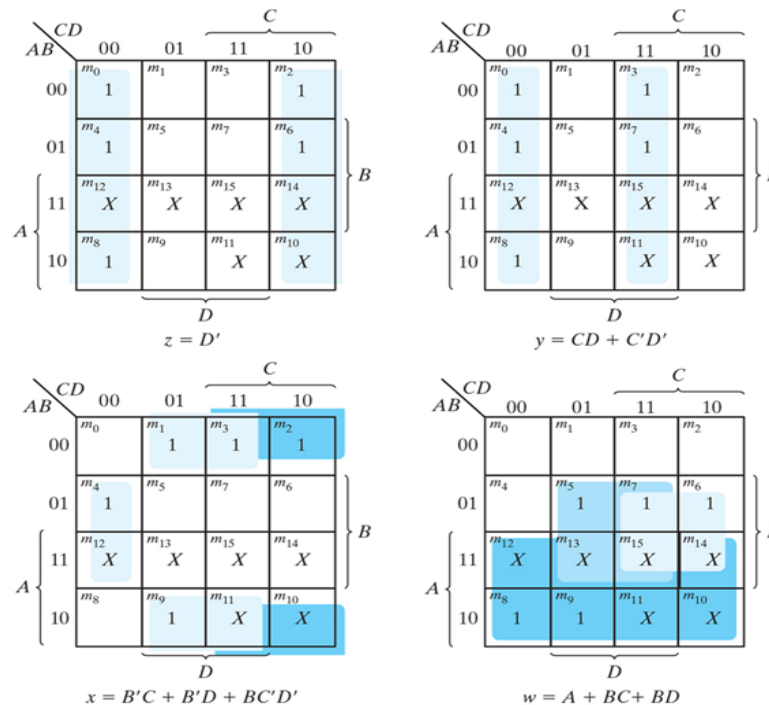 C
CD
AB 00 01 11 10
m0 m1 m3 m2
00 1 1
m4 m5 m7 m6
01 1 1
B
m12 m13 m15 m14
A 11 X X X X
m8 m9 m11 m10
10 1 X X
D
z = D′
C
CD
AB 00 01 11 10
m0 m1 m3 m2
00 1 1
m4 m5 m7 m6
01 1 1
m12 m13 m15 m14
A 11 X X X X
m8 m9 m11 m10
10 1 X X
D
y = CD + C′D′
C
CD
AB 00 01 11 10
m0 m1 m3 m2
00 1 1 1
m4 m5 m7 m6
01 1
B
m12 m13 m15 m14
A 11 X X X X
m8 m9 m11 m10
10 1 X X
D
x = B′C + B′D + BC′D′
C
CD
AB 00 01 11 10
m0 m1 m3 m2
00
m4 m5 m7 m6
01 1 1 1
m12 m13 m15 m14
A 11 X X X X
m8 m9 m11 m10
10 1 1 X X
D
w = A + BC+ BD